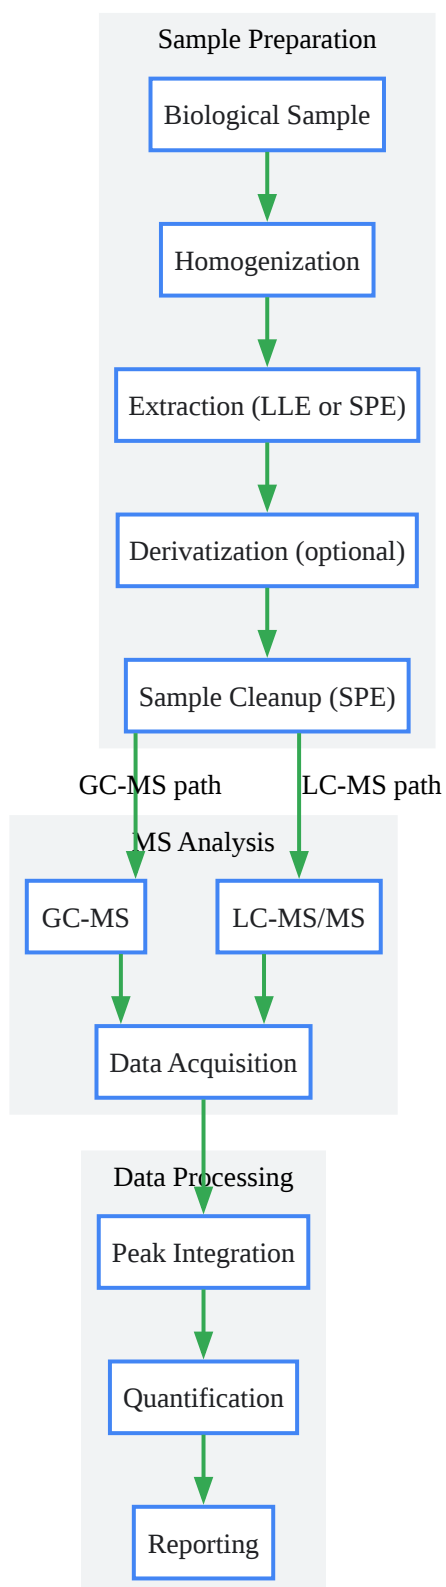 Sample Preparation
Biological Sample
Homogenization
Extraction (LLE or SPE)
Derivatization (optional)
Sample Cleanup (SPE)
GC-MS path
LC-MS path
MS Analysis
GC-MS
LC-MS/MS
Data Acquisition
Data Processing
Peak Integration
Quantification
Reporting